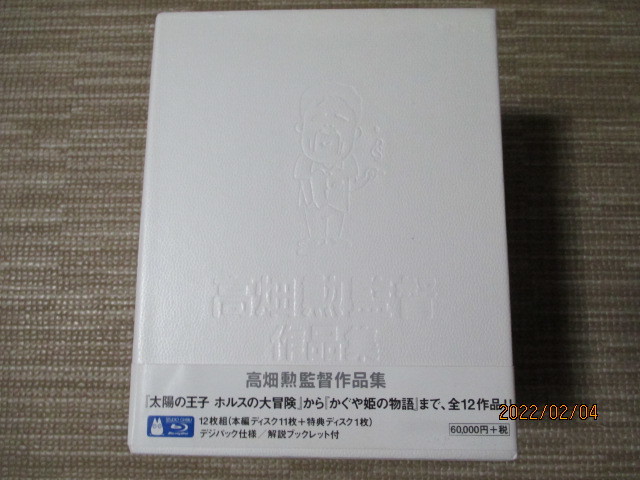 高畑勲監督
作品集
高畑勲監督作品集
『太陽の王子 ホルスの大冒険』から『かぐや姫の物語』まで、全12作品!!
12枚組(本編ディスク11枚+特典ディスク1枚)
デジパック仕様/解説ブックレット付
60,000円+税
2022/02/04